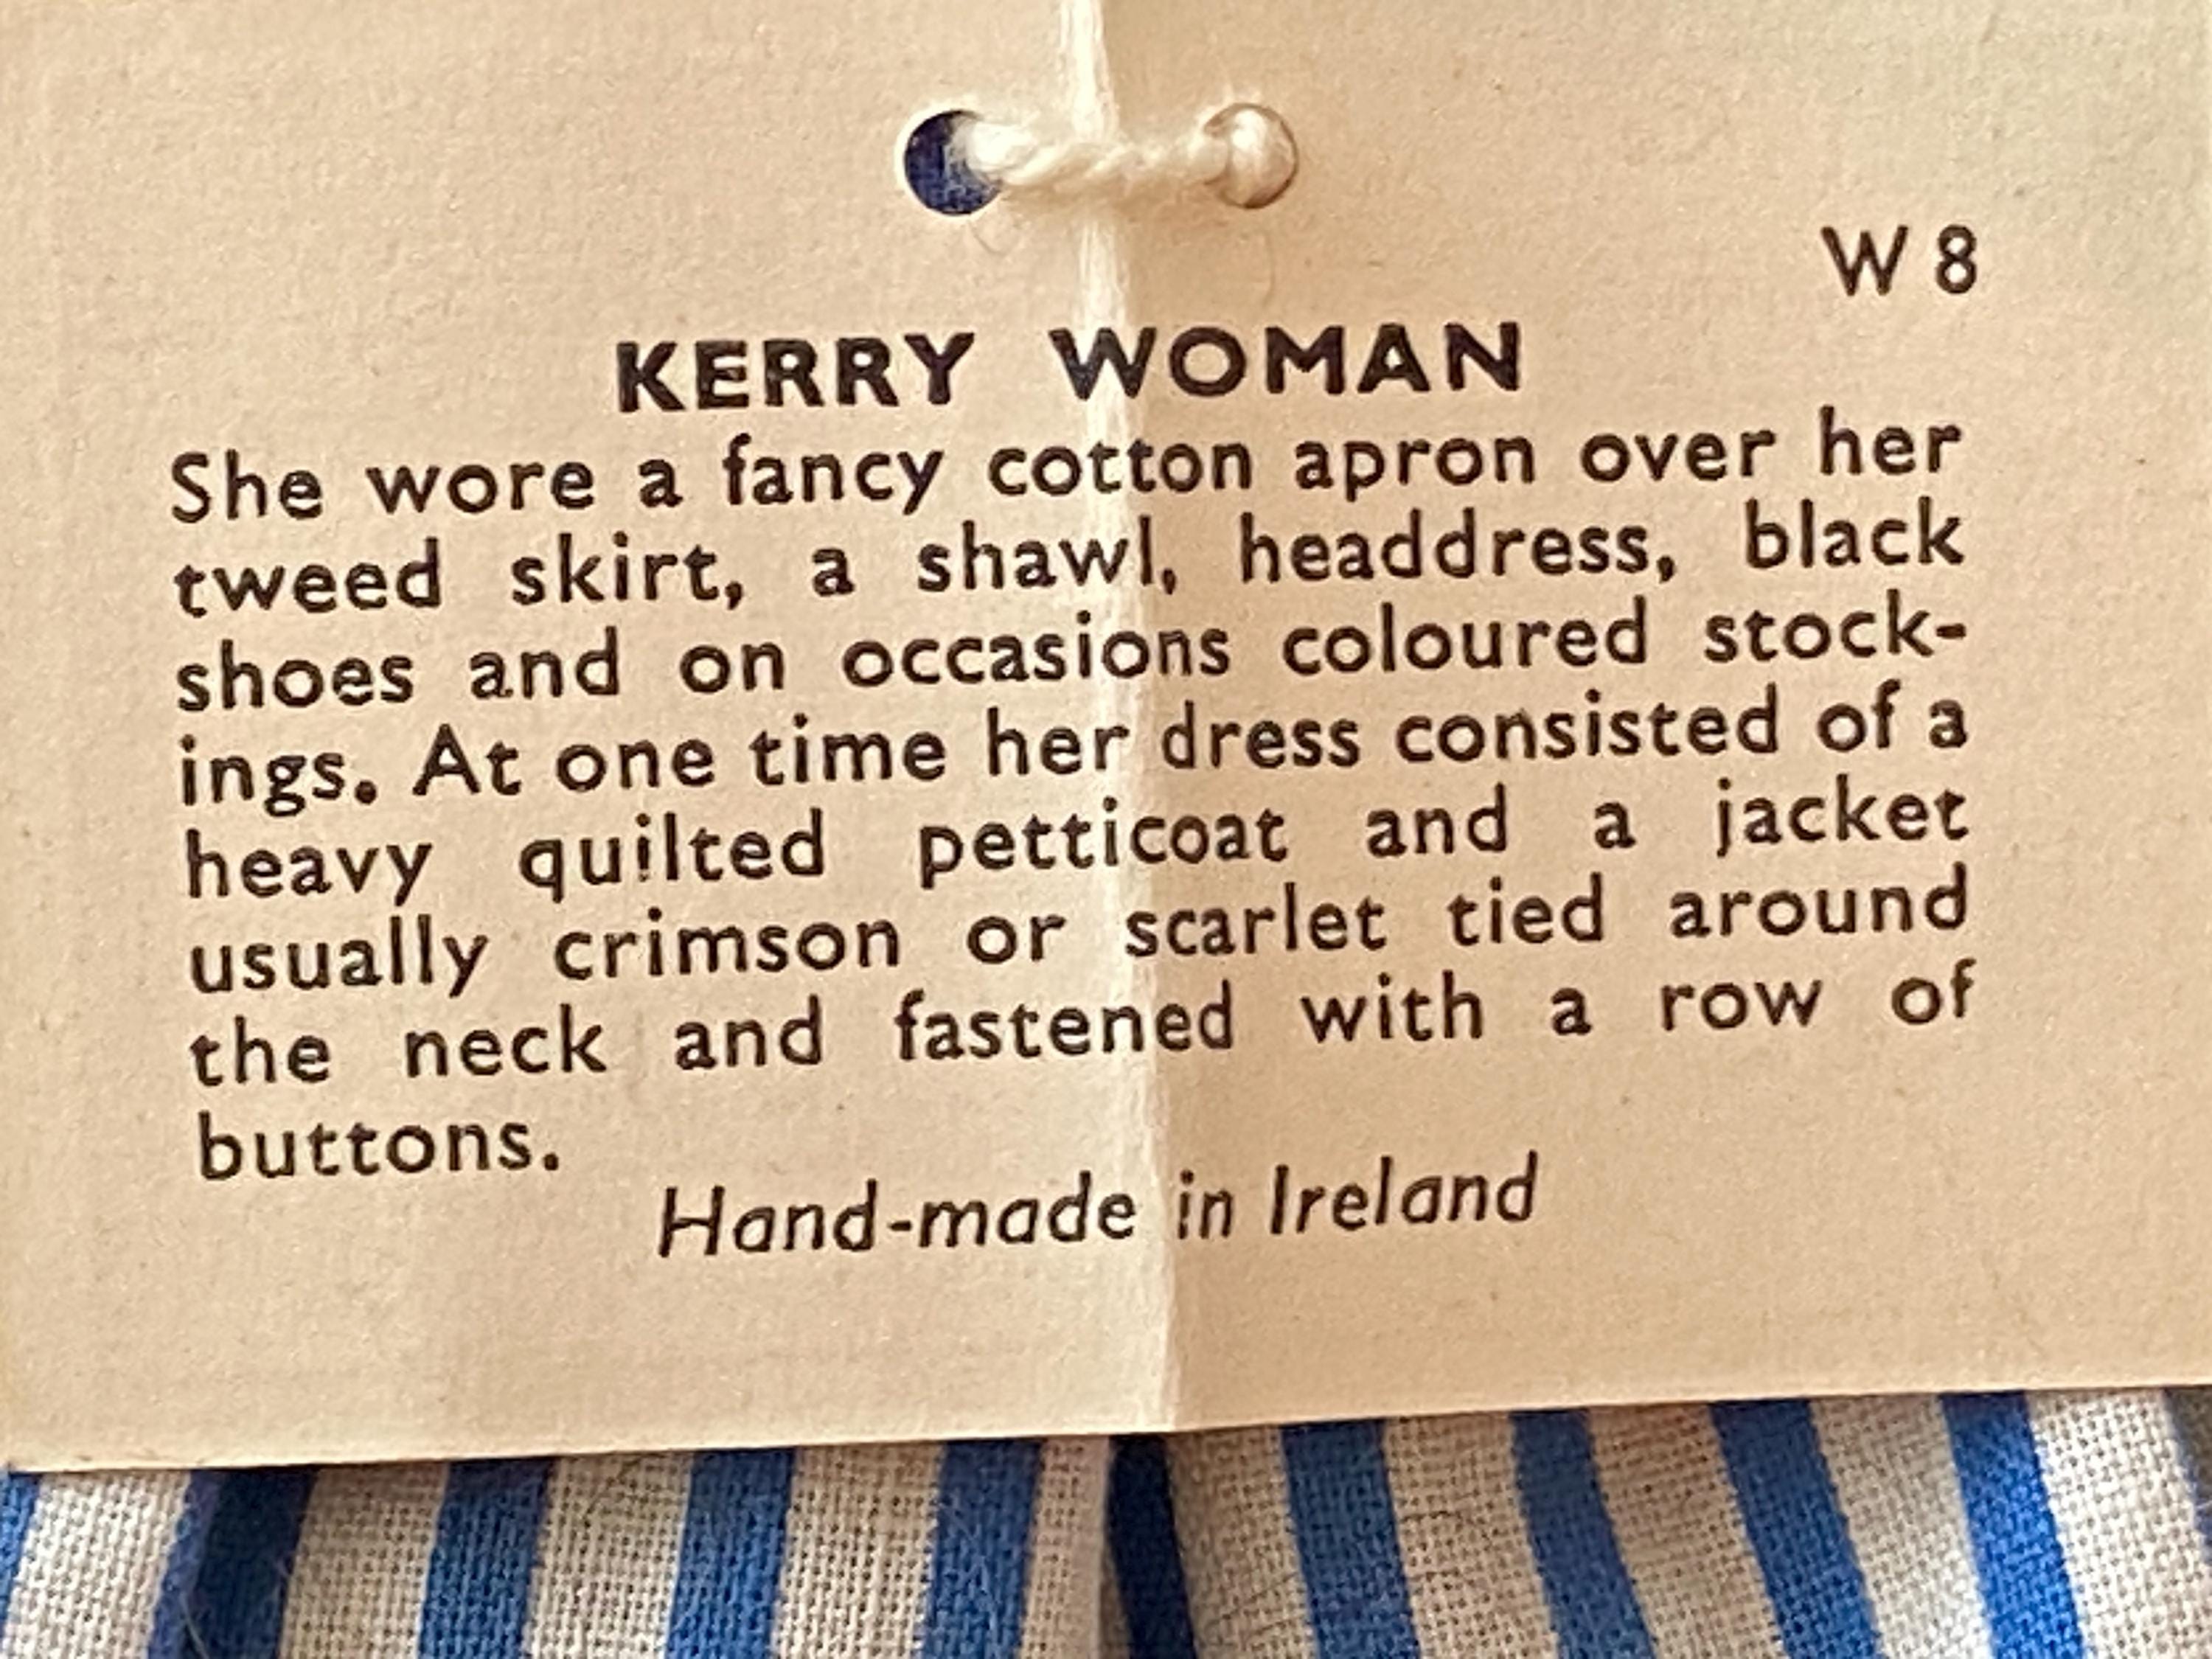 W 8
KERRY WOMAN
She wore a fancy cotton apron over her
tweed skirt, a shawl, headdress, black
shoes and on occasions coloured stock-
ings. At one time her dress consisted of a
heavy quilted petticoat and a jacket
usually crimson or scarlet tied around
the neck and fastened with a row of
buttons.
Hand-made in Ireland